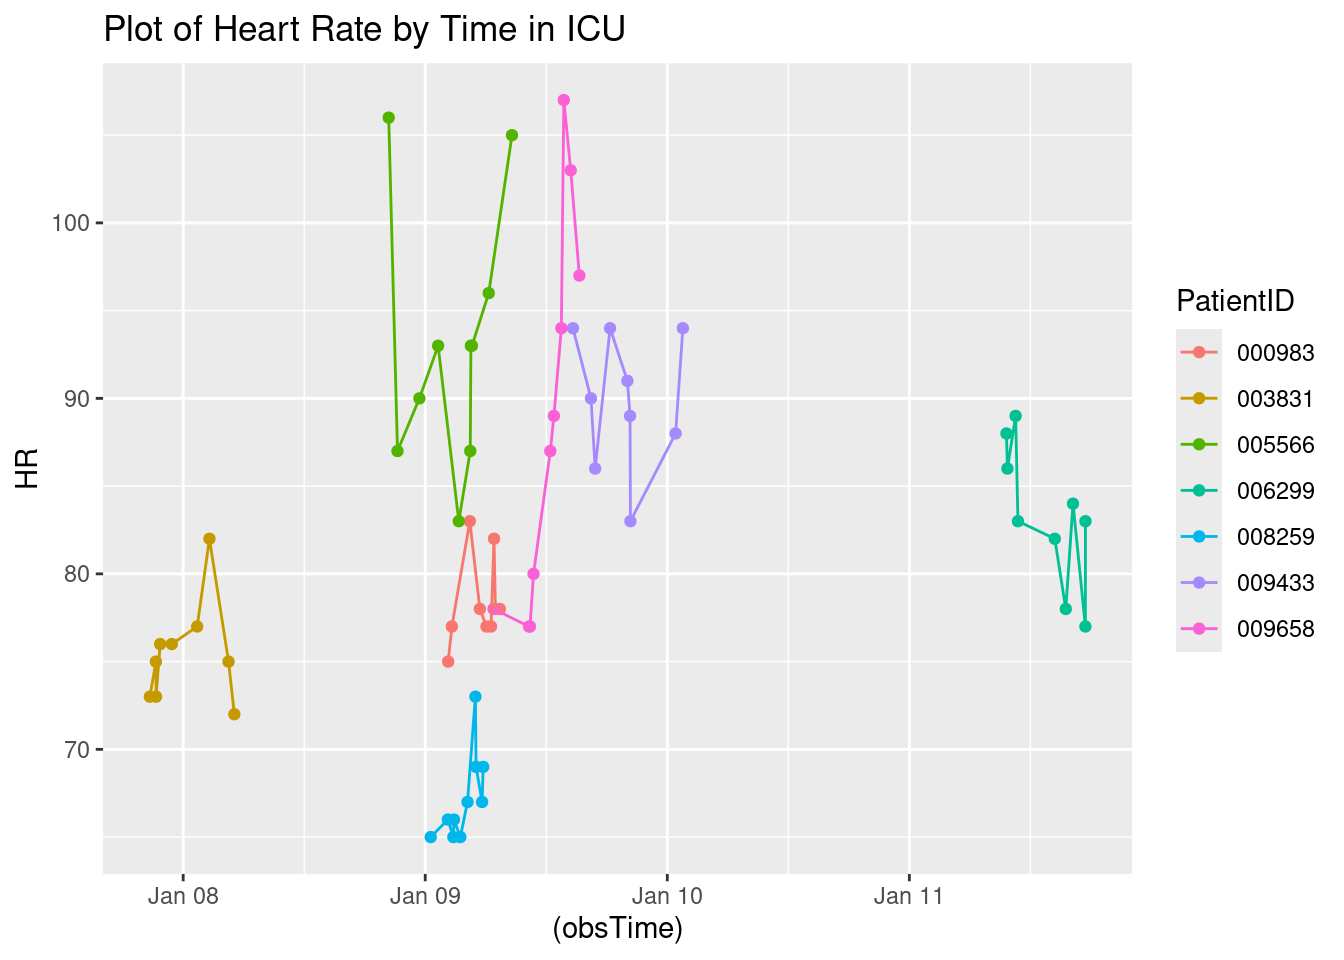 Plot of Heart Rate by Time in ICU
HR
100
90
80
70
Jan 08
Jan 09
Jan 10
Jan 11
(obsTime)
PatientID
000983
003831
005566
006299
008259
009433
009658